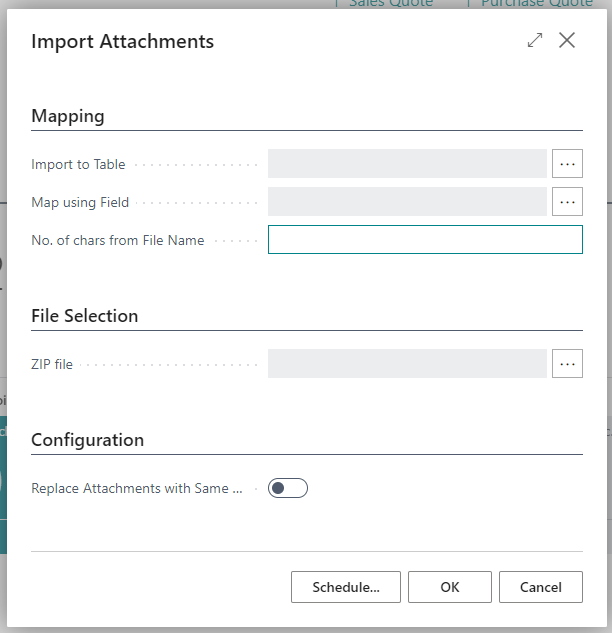 Sales Quote
Purchase Quote
Import Attachments
Mapping
Import to Table
...
Map using Field
...
No. of chars from File Name
File Selection
ZIP file
...
Configuration
Replace Attachments with Same ...
Schedule...
OK
Cancel